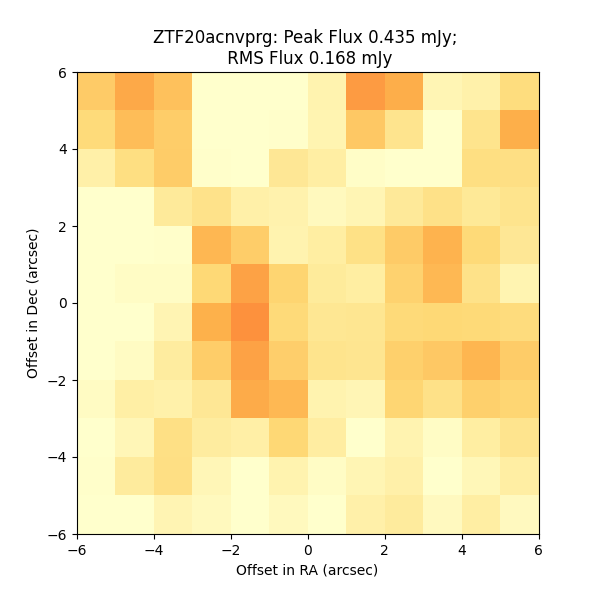 ZTF20acnvprg: Peak Flux 0.435 mJy;
RMS Flux 0.168 mJy
6
4
2
0
−2
−4
−6
Offset in Dec (arcsec)
−6 −4 −2 0 2 4 6
Offset in RA (arcsec)